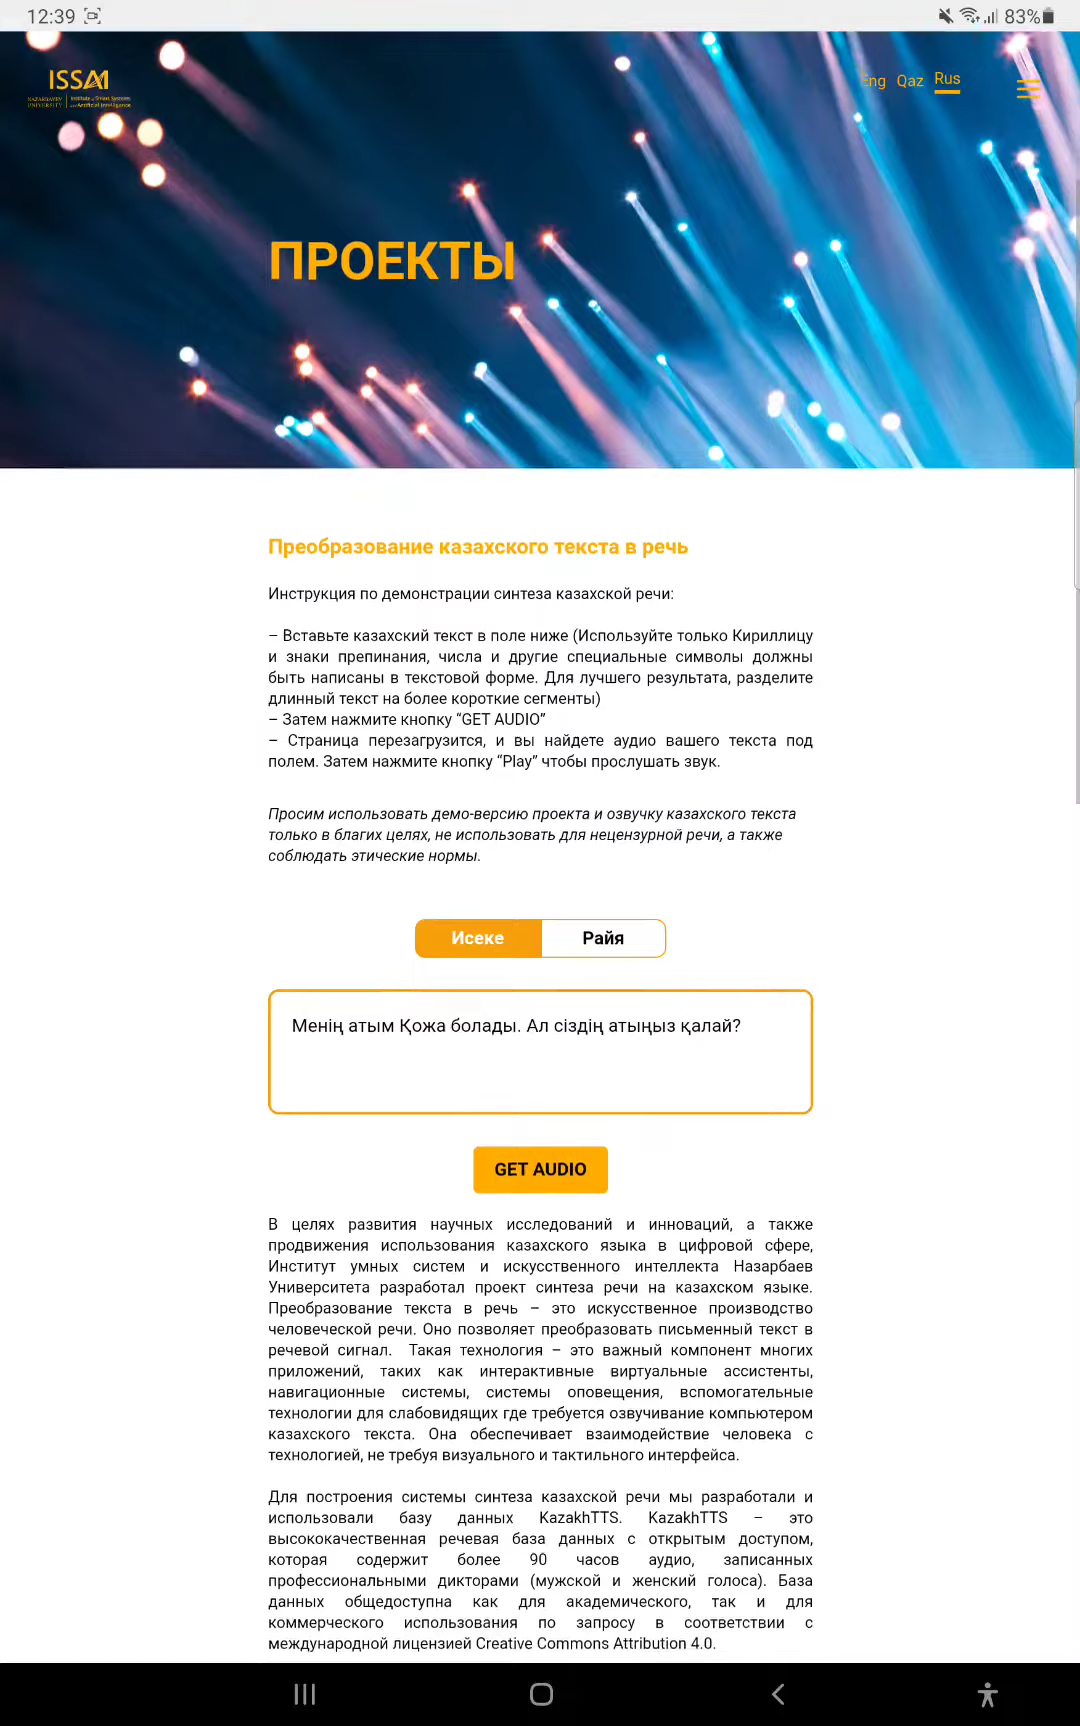 12:39
83%
ISSAI
NAZARBAYEV UNIVERSITY | Institute of Smart Systems and Artificial Intelligence
Eng Qaz Rus
ПРОЕКТЫ
Преобразование казахского текста в речь
Инструкция по демонстрации синтеза казахской речи:
– Вставьте казахский текст в поле ниже (Используйте только Кириллицу
и знаки препинания, числа и другие специальные символы должны
быть написаны в текстовой форме. Для лучшего результата, разделите
длинный текст на более короткие сегменты)
– Затем нажмите кнопку “GET AUDIO”
– Страница перезагрузится, и вы найдете аудио вашего текста под
полем. Затем нажмите кнопку “Play” чтобы прослушать звук.
Просим использовать демо-версию проекта и озвучку казахского текста
только в благих целях, не использовать для нецензурной речи, а также
соблюдать этические нормы.
Исеке Райя
Менің атым Қожа болады. Ал сіздің атыңыз қалай?
GET AUDIO
В целях развития научных исследований и инноваций, а также
продвижения использования казахского языка в цифровой сфере,
Институт умных систем и искусственного интеллекта Назарбаев
Университета разработал проект синтеза речи на казахском языке.
Преобразование текста в речь – это искусственное производство
человеческой речи. Оно позволяет преобразовать письменный текст в
речевой сигнал. Такая технология – это важный компонент многих
приложений, таких как интерактивные виртуальные ассистенты,
навигационные системы, системы оповещения, вспомогательные
технологии для слабовидящих где требуется озвучивание компьютером
казахского текста. Она обеспечивает взаимодействие человека с
технологией, не требуя визуального и тактильного интерфейса.
Для построения системы синтеза казахской речи мы разработали и
использовали базу данных KazakhTTS. KazakhTTS – это
высококачественная речевая база данных с открытым доступом,
которая содержит более 90 часов аудио, записанных
профессиональными дикторами (мужской и женский голоса). База
данных общедоступна как для академического, так и для
коммерческого использования по запросу в соответствии с
международной лицензией Creative Commons Attribution 4.0.